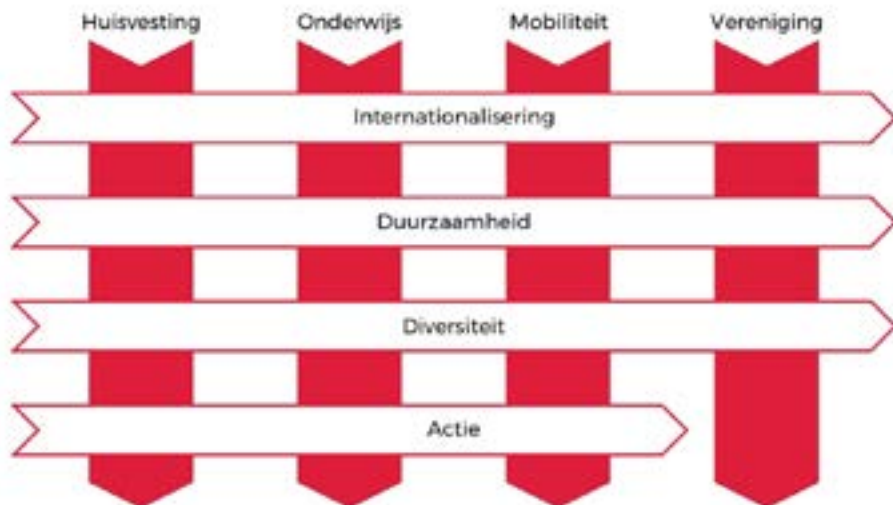 Huisvesting Onderwijs Mobiliteit Vereniging
Internationalisering
Duurzaamheid
Diversiteit
Actie